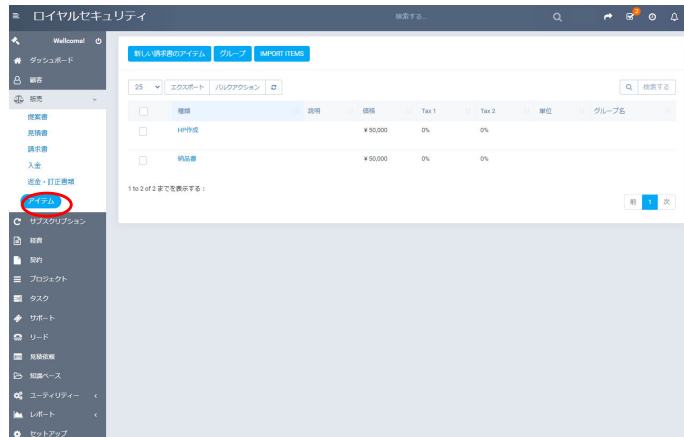 ロイヤルセキュリティ
検索する...
2
Wellcome!
ダッシュボード
顧客
販売
提案書
見積書
請求書
入金
返金・訂正書類
アイテム
サブスクリプション
経費
契約
プロジェクト
タスク
サポート
リード
見積依頼
知識ベース
ユーティリティー
レポート
セットアップ
新しい請求書のアイテム グループ IMPORT ITEMS
25 エクスポート バルクアクション 検索する
種類 説明 価格 Tax 1 Tax 2 単位 グループ名
HP作成 ¥ 50,000 0% 0%
納品書 ¥ 50,000 0% 0%
1 to 2 of 2 までを表示する :
前 1 次